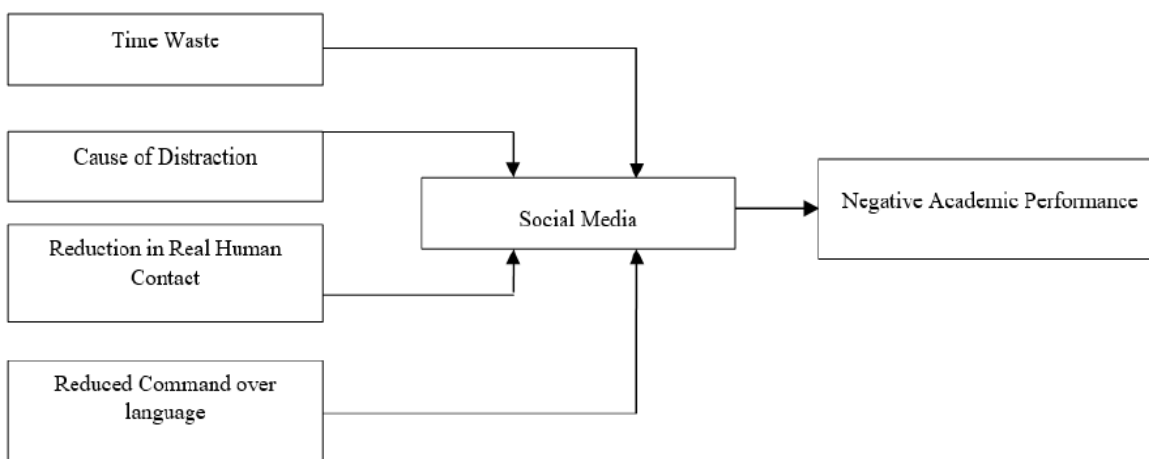 Time Waste
Cause of Distraction
Reduction in Real Human
Contact
Reduced Command over
language
Social Media
Negative Academic Performance